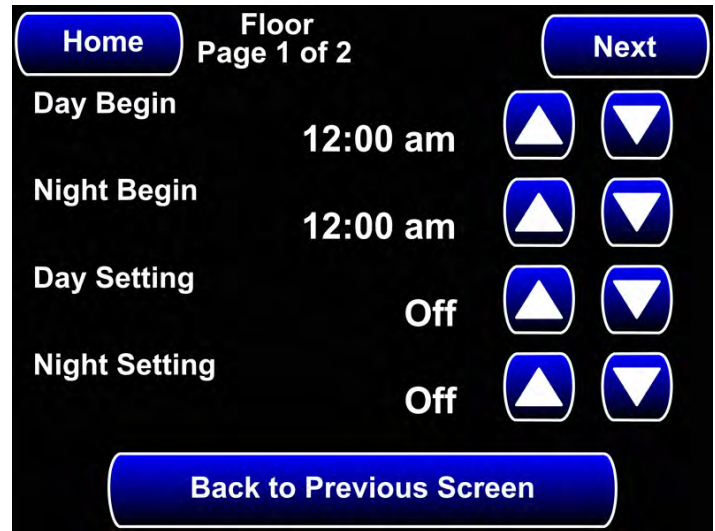 Home
Floor
Page 1 of 2
Next
Day Begin
12:00 am
Night Begin
12:00 am
Day Setting
Off
Night Setting
Off
Back to Previous Screen